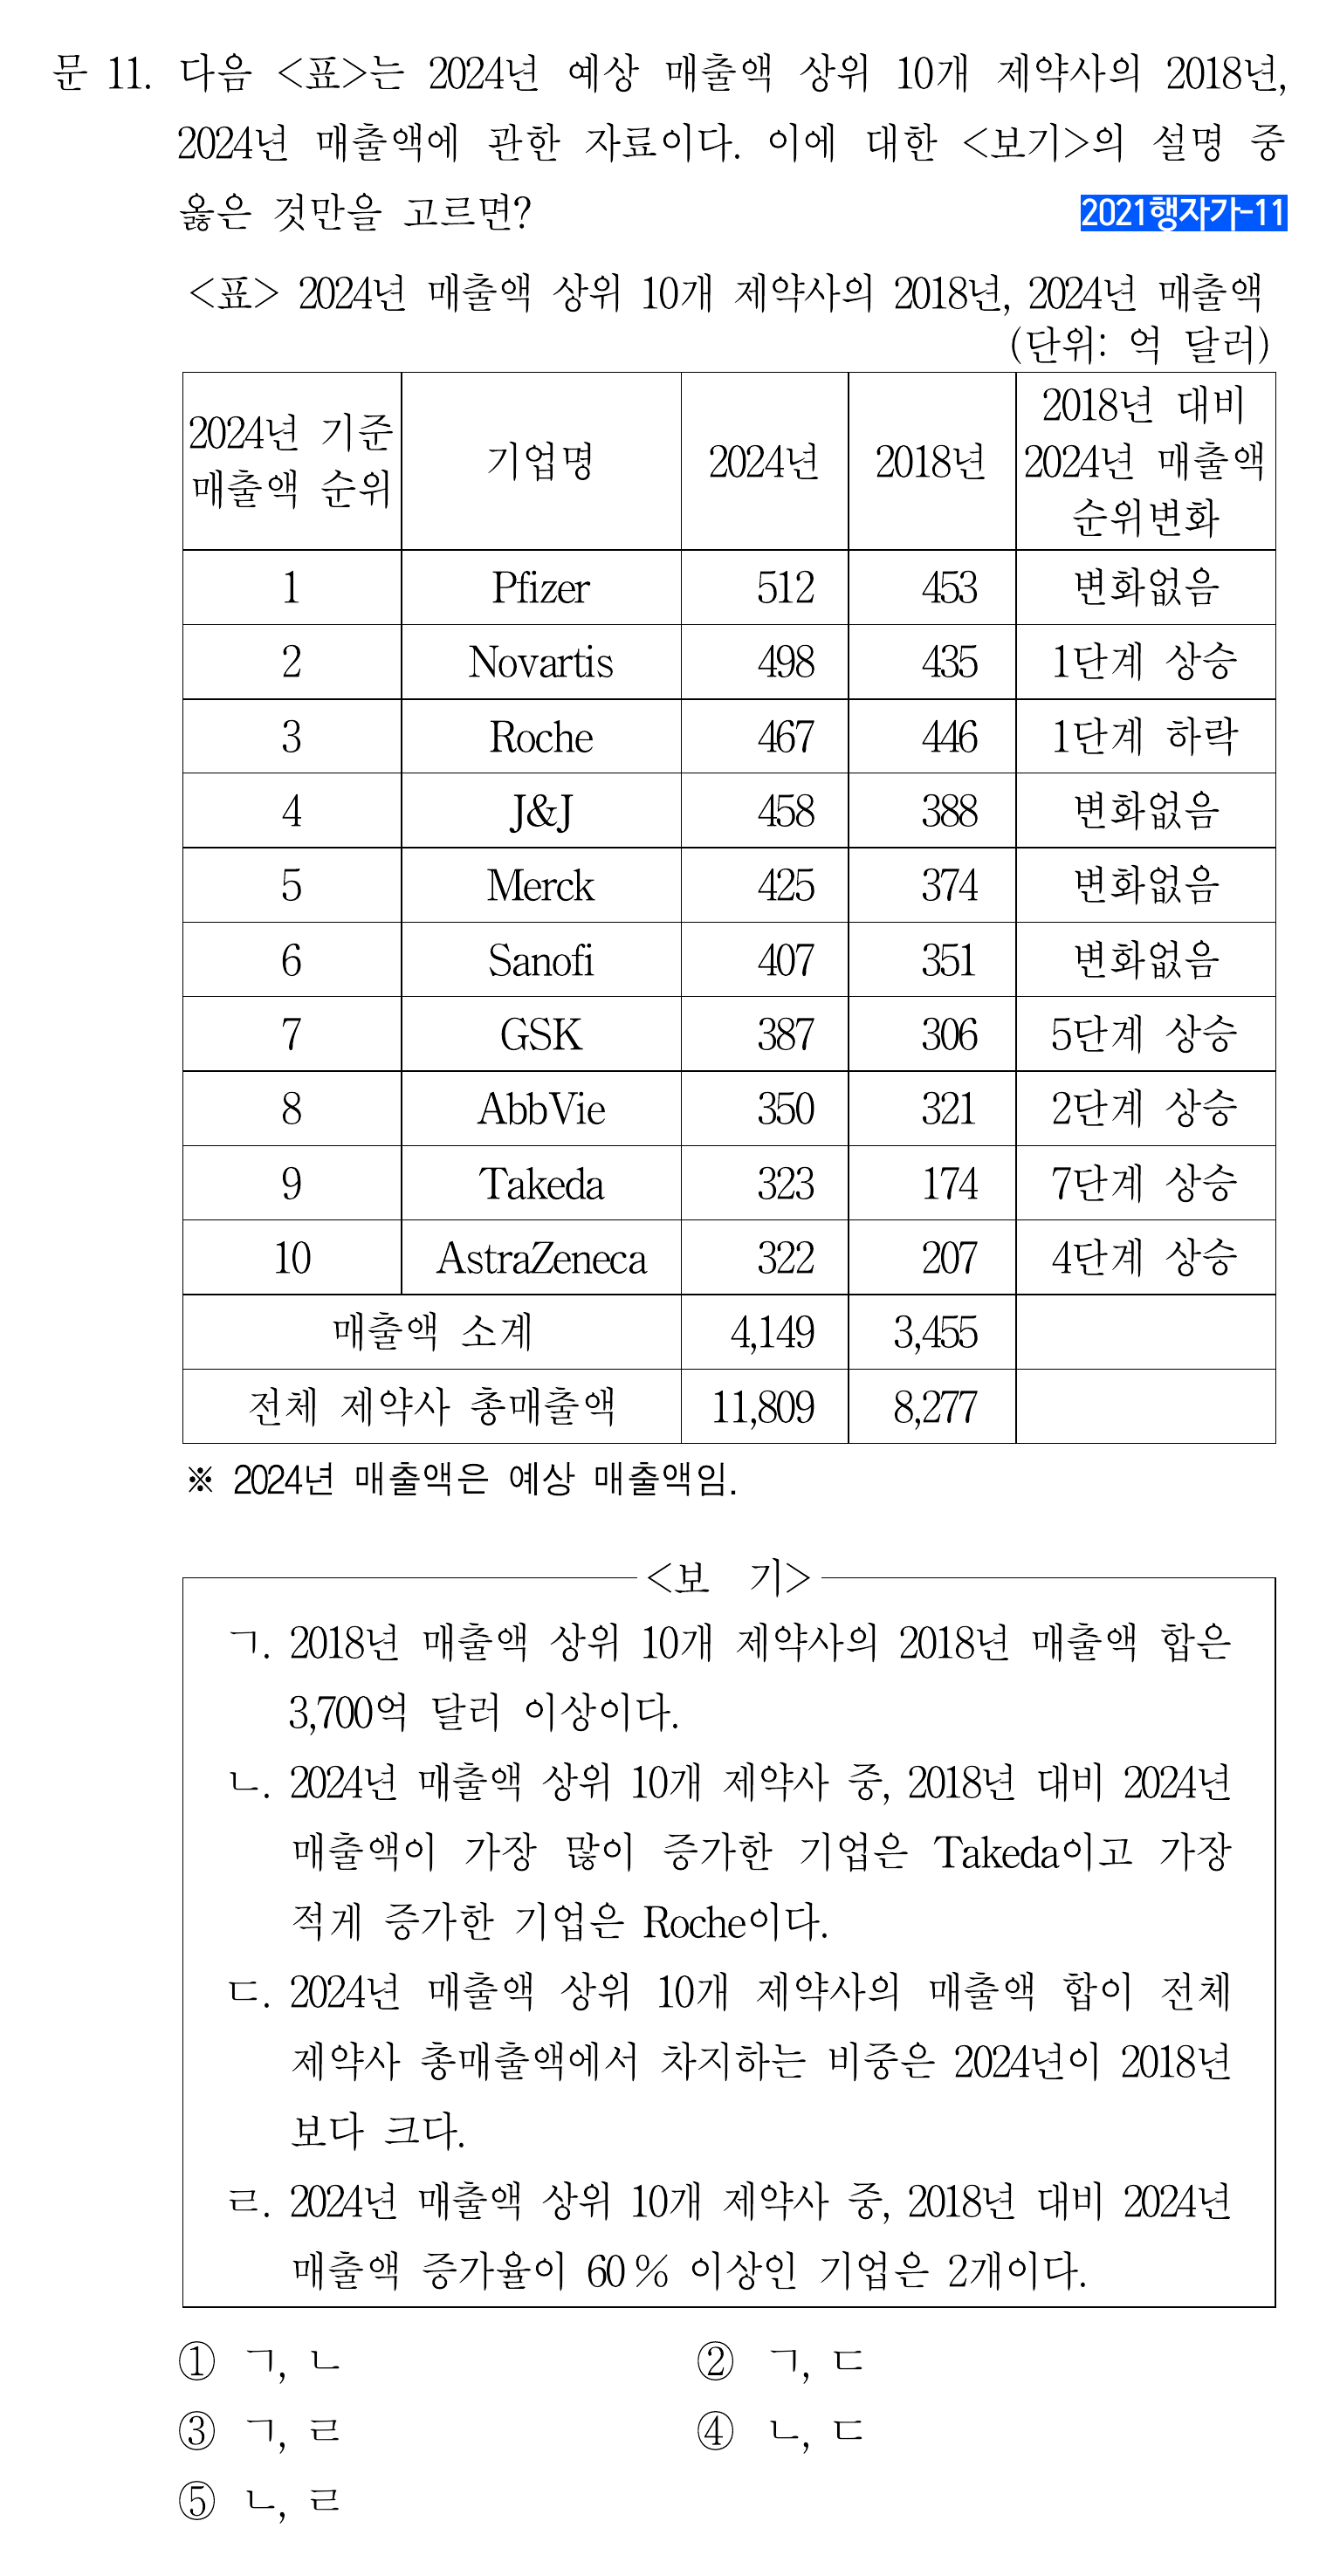 문 11. 다음 <표>는 2024년 예상 매출액 상위 10개 제약사의 2018년,
2024년 매출액에 관한 자료이다. 이에 대한 <보기>의 설명 중
옳은 것만을 고르면?
2021행자가-11
<표> 2024년 매출액 상위 10개 제약사의 2018년, 2024년 매출액
(단위: 억 달러)
2024년 기준 매출액 순위 기업명 2024년 2018년 2018년 대비 2024년 매출액 순위변화
1 Pfizer 512 453 변화없음
2 Novartis 498 435 1단계 상승
3 Roche 467 446 1단계 하락
4 J&J 458 388 변화없음
5 Merck 425 374 변화없음
6 Sanofi 407 351 변화없음
7 GSK 387 306 5단계 상승
8 AbbVie 350 321 2단계 상승
9 Takeda 323 174 7단계 상승
10 AstraZeneca 322 207 4단계 상승
매출액 소계 4,149 3,455
전체 제약사 총매출액 11,809 8,277
※ 2024년 매출액은 예상 매출액임.
<보 기>
ㄱ. 2018년 매출액 상위 10개 제약사의 2018년 매출액 합은
3,700억 달러 이상이다.
ㄴ. 2024년 매출액 상위 10개 제약사 중, 2018년 대비 2024년
매출액이 가장 많이 증가한 기업은 Takeda이고 가장
적게 증가한 기업은 Roche이다.
ㄷ. 2024년 매출액 상위 10개 제약사의 매출액 합이 전체
제약사 총매출액에서 차지하는 비중은 2024년이 2018년
보다 크다.
ㄹ. 2024년 매출액 상위 10개 제약사 중, 2018년 대비 2024년
매출액 증가율이 60 % 이상인 기업은 2개이다.
① ㄱ, ㄴ ② ㄱ, ㄷ
③ ㄱ, ㄹ ④ ㄴ, ㄷ
⑤ ㄴ, ㄹ